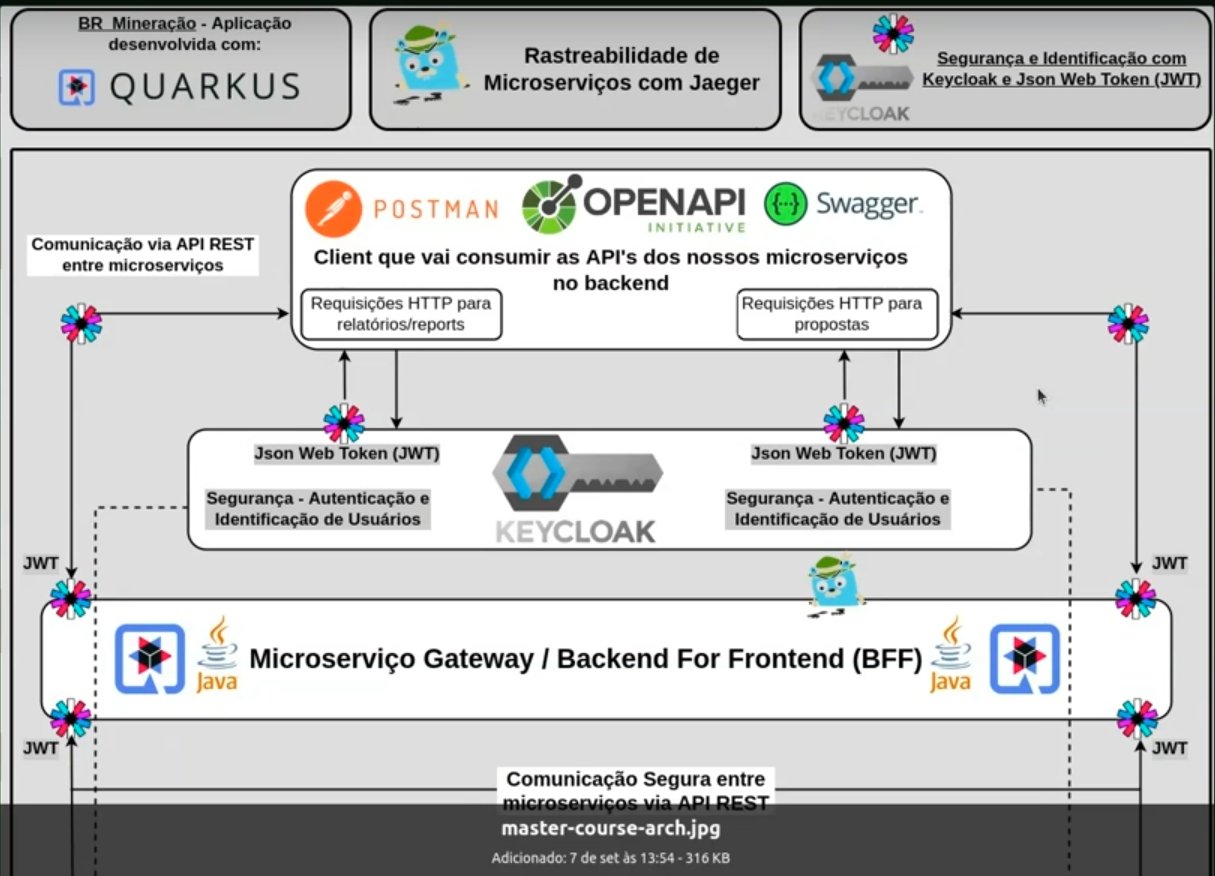 BR_Mineração - Aplicação
desenvolvida com:
QUARKUS
Rastreabilidade de
Microserviços com Jaeger
KEYCLOAK
Segurança e Identificação com
Keycloak e Json Web Token (JWT)
POSTMAN
OPENAPI
INITIATIVE
Swagger
Client que vai consumir as API's dos nossos microserviços
no backend
Comunicação via API REST
entre microserviços
Requisições HTTP para
relatórios/reports
Requisições HTTP para
propostas
Json Web Token (JWT)
Segurança - Autenticação e
Identificação de Usuários
KEYCLOAK
Json Web Token (JWT)
Segurança - Autenticação e
Identificação de Usuários
JWT
JWT
Java
Microserviço Gateway / Backend For Frontend (BFF)
Java
JWT
JWT
Comunicação Segura entre
microserviços via API REST
master-course-arch.jpg
Adicionado: 7 de set às 13:54 - 316 KB